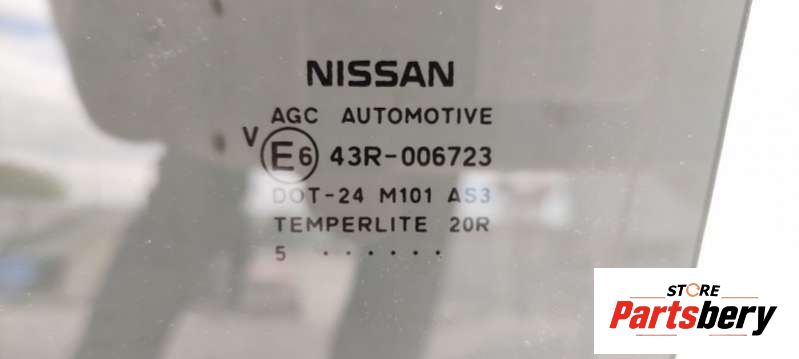 NISSAN
AGC AUTOMOTIVE
V E6 43R-006723
DOT-24 M101 AS3
TEMPERLITE 20R
5 . . . . . .
STORE
Partsbery